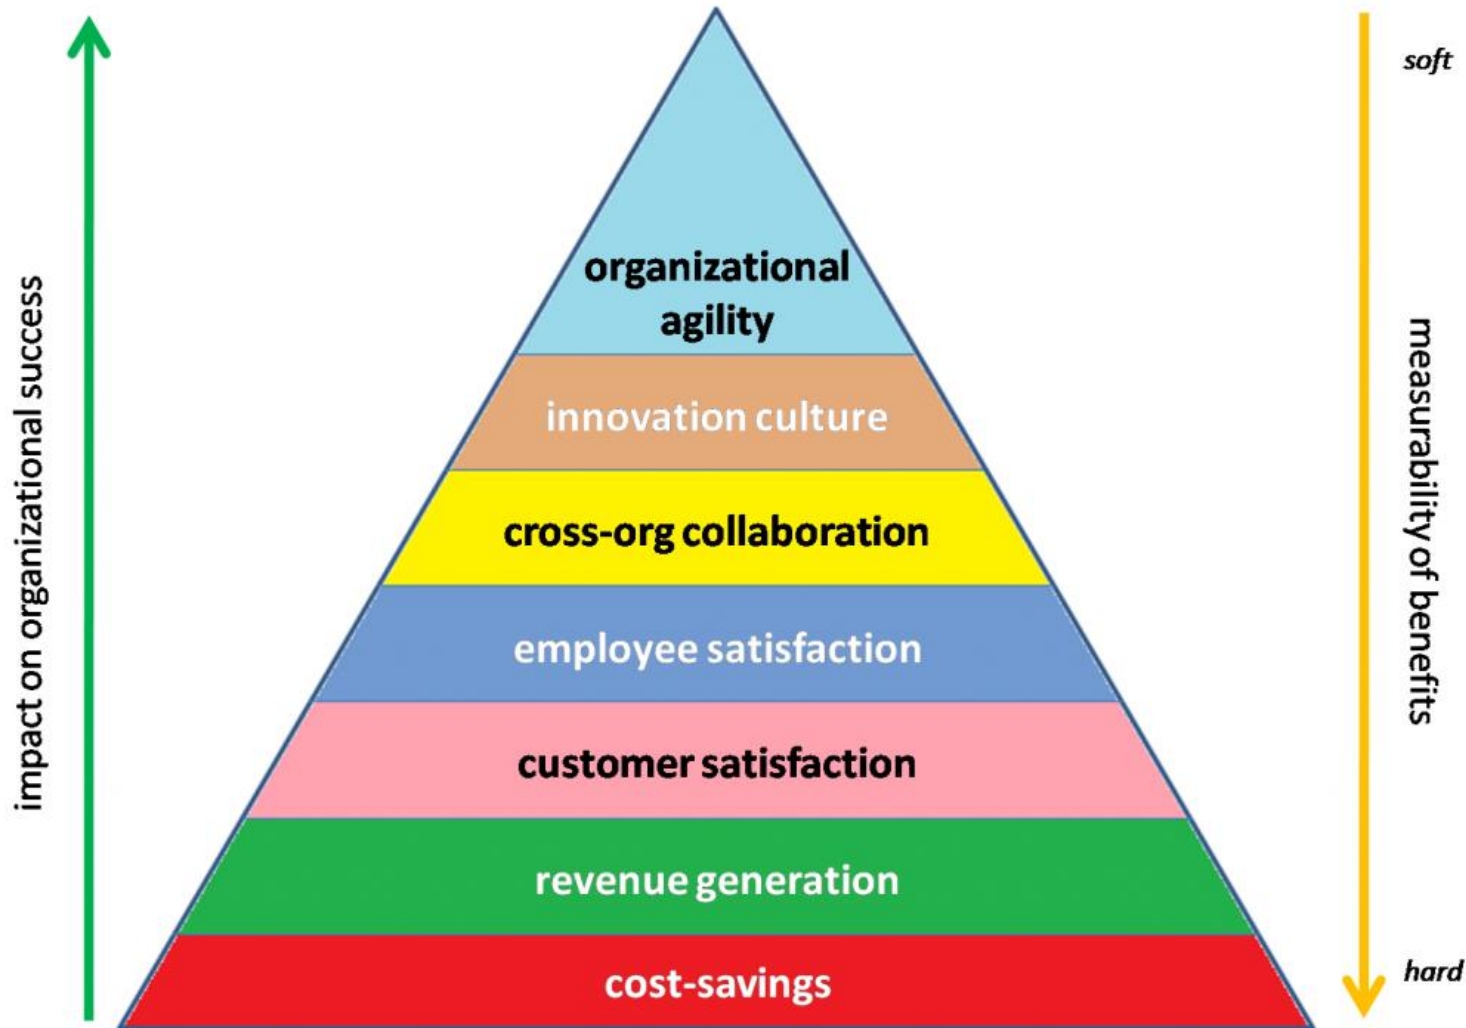 impact on organizational success
organizational
agility
innovation culture
cross-org collaboration
employee satisfaction
customer satisfaction
revenue generation
cost-savings
soft
measurability of benefits
hard